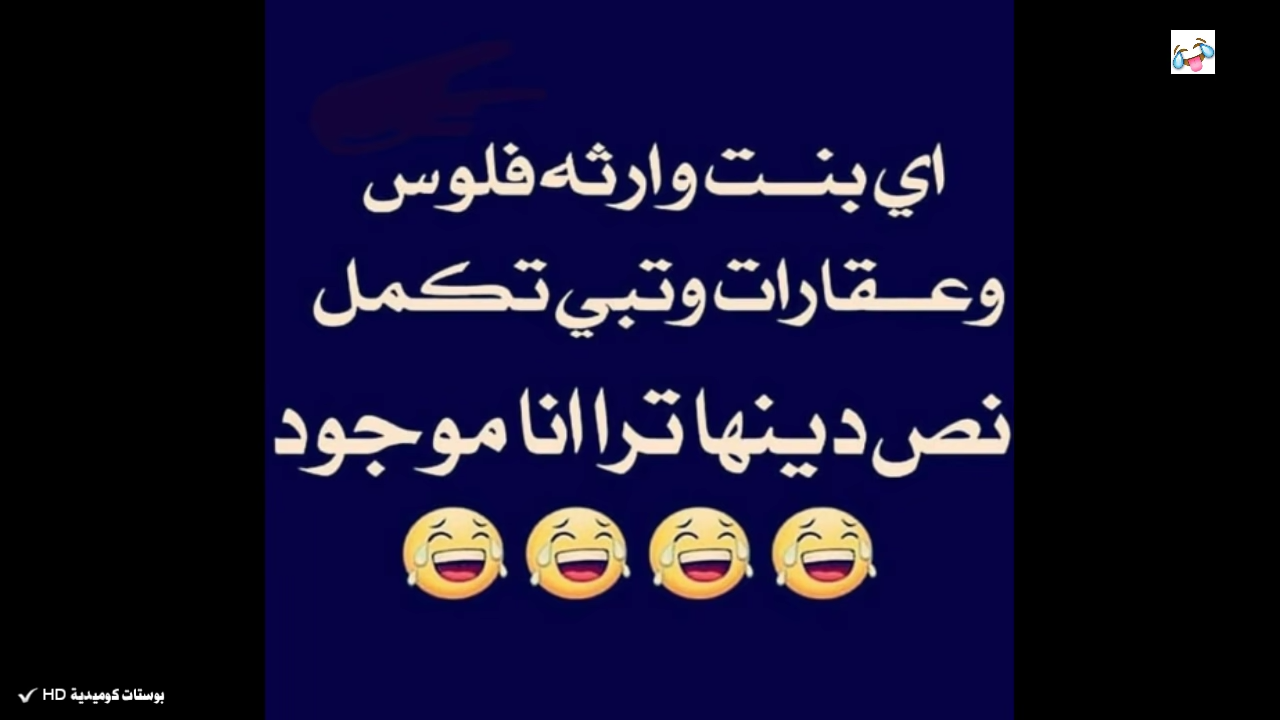 اي بنت وارثه فلوس
وعقارات وتبي تكمل
نص دينها ترا انا موجود
😂😂😂😂
بوستات كوميدية HD